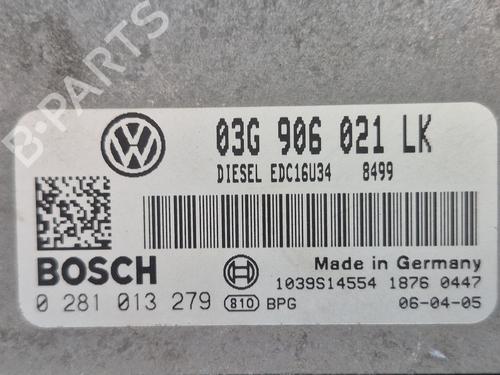 B-PARTS
03G 906 021 LK
DIESEL EDC16U34 8499
BOSCH
Made in Germany
1039S14554 1876 0447
0 281 013 279 810 BPG 06-04-05